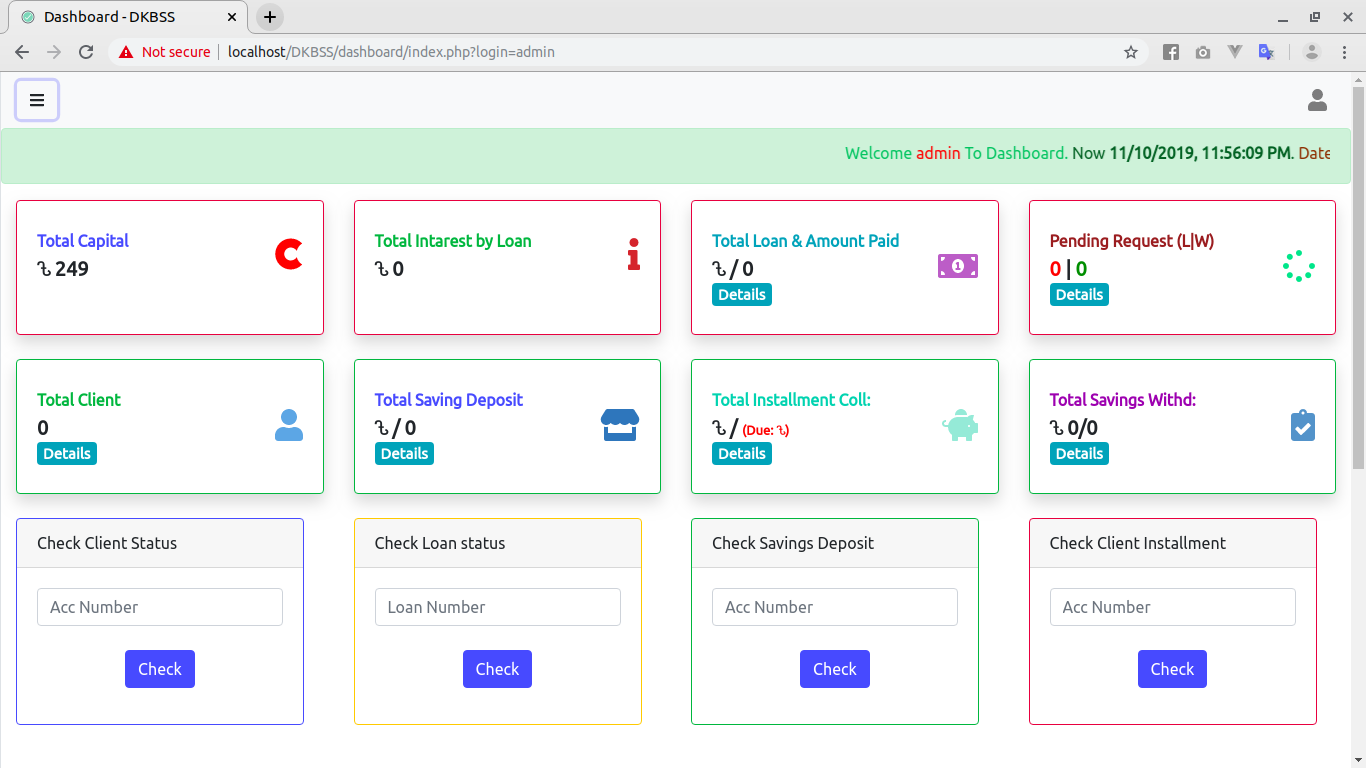 Dashboard - DKBSS
Not secure
localhost/DKBSS/dashboard/index.php?login=admin
Welcome admin To Dashboard. Now 11/10/2019, 11:56:09 PM. Date
Total Capital
৳ 249
Total Intarest by Loan
৳ 0
Total Loan & Amount Paid
৳ / 0
Details
Pending Request (L|W)
0 | 0
Details
Total Client
0
Details
Total Saving Deposit
৳ / 0
Details
Total Installment Coll:
৳ / (Due: ৳)
Details
Total Savings Withd:
৳ 0/0
Details
Check Client Status
Acc Number
Check
Check Loan status
Loan Number
Check
Check Savings Deposit
Acc Number
Check
Check Client Installment
Acc Number
Check